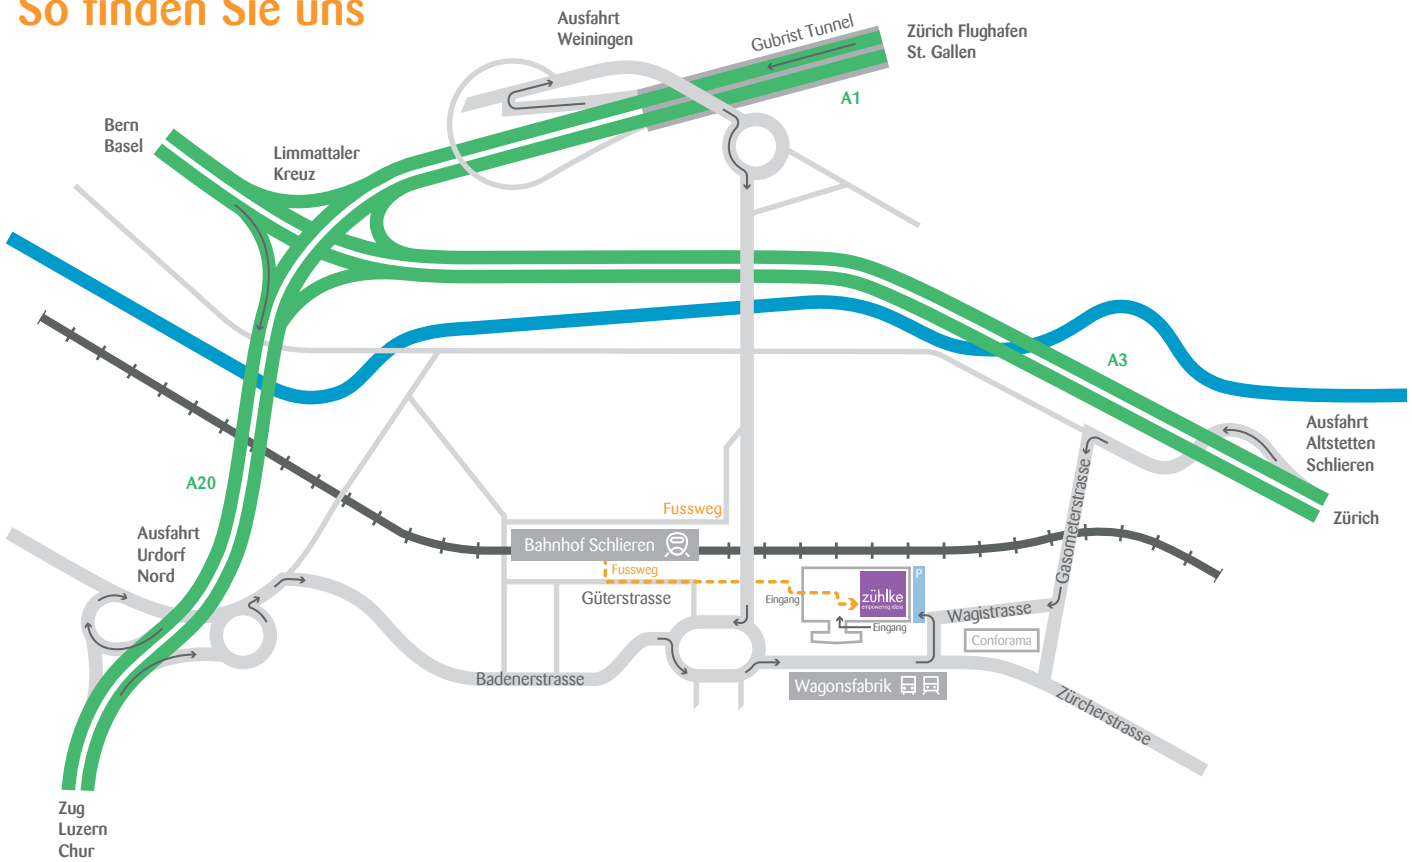 So finden Sie uns
Ausfahrt
Weiningen
Gubrist Tunnel
Zürich Flughafen
St. Gallen
A1
Bern
Basel
Limmattaler
Kreuz
A3
Ausfahrt
Altstetten
Schlieren
Zürich
A20
Ausfahrt
Urdorf
Nord
Fussweg
Bahnhof Schlieren
Fussweg
Güterstrasse
Eingang
zühlke
empowering ideas
P
Eingang
Gasometerstrasse
Wagistrasse
Conforama
Badenerstrasse
Wagonsfabrik
Zürcherstrasse
Zug
Luzern
Chur